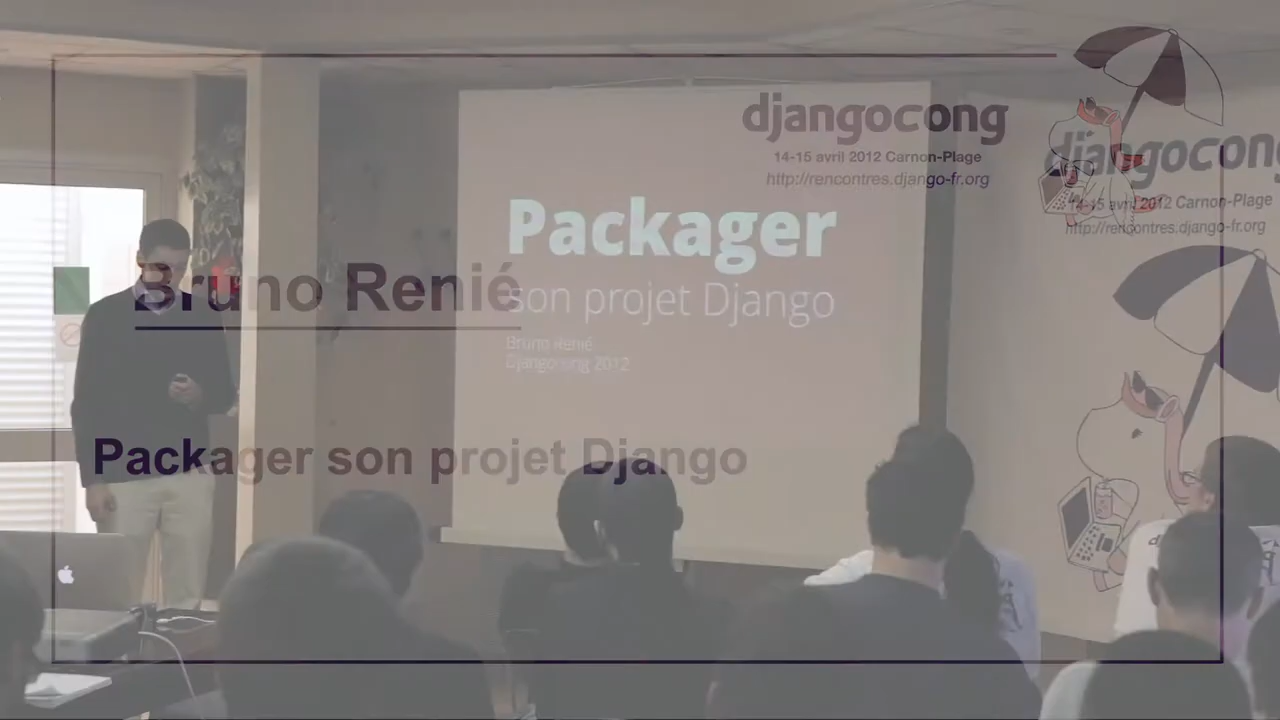 djangocong
14-15 avril 2012 Carnon-Plage
http://rencontres.django-fr.org
djangocong
14-15 avril 2012 Carnon-Plage
http://rencontres.django-fr.org
Packager
son projet Django
Bruno Renié
Djangocong 2012
Bruno Renié
Packager son projet Django